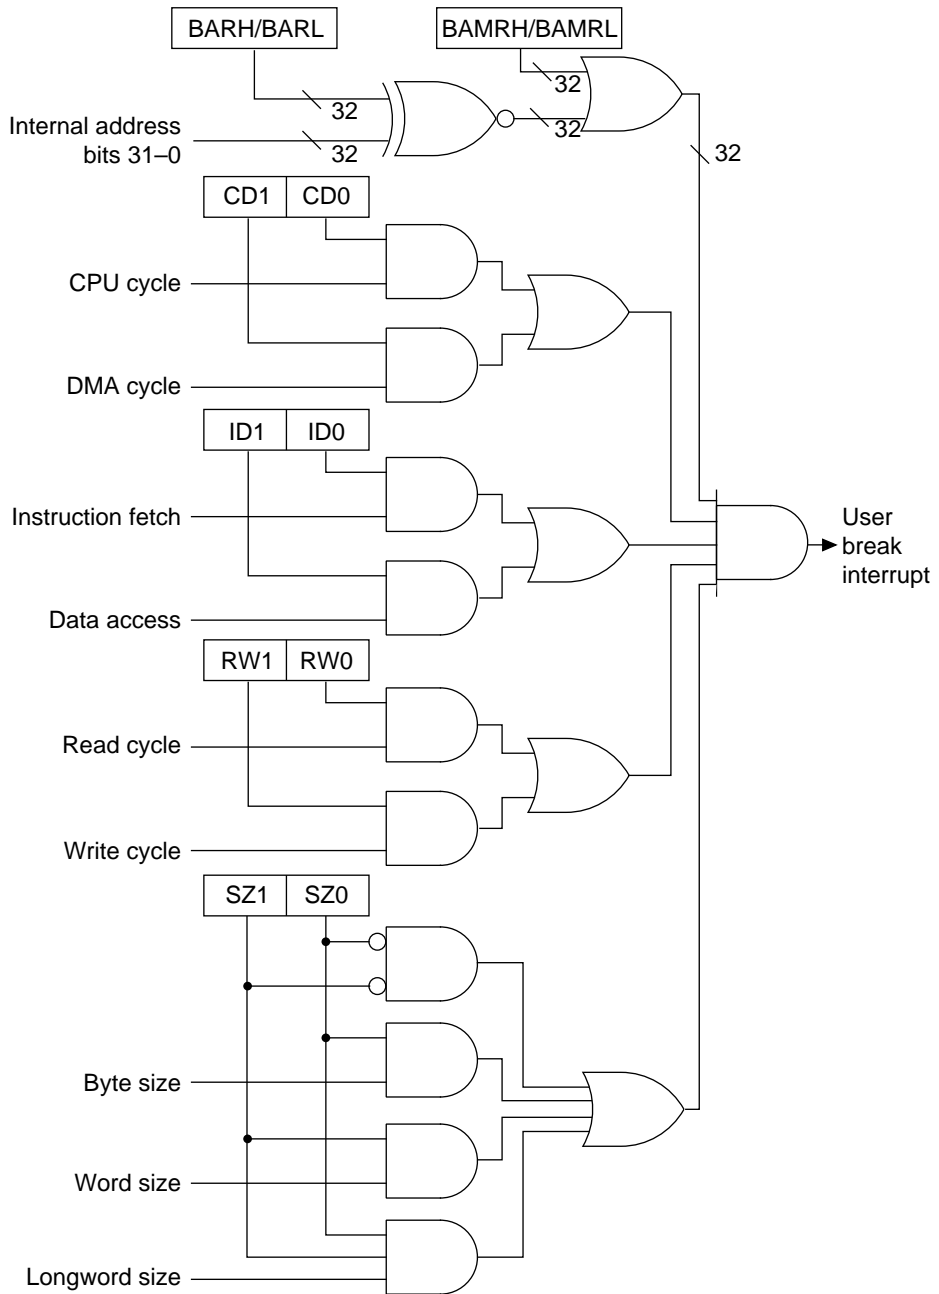 BARH/BARL
BAMRH/BAMRL
32
32
32
32
32
Internal address
bits 31–0
CD1 CD0
CPU cycle
DMA cycle
ID1 ID0
Instruction fetch
Data access
User
break
interrupt
RW1 RW0
Read cycle
Write cycle
SZ1 SZ0
Byte size
Word size
Longword size